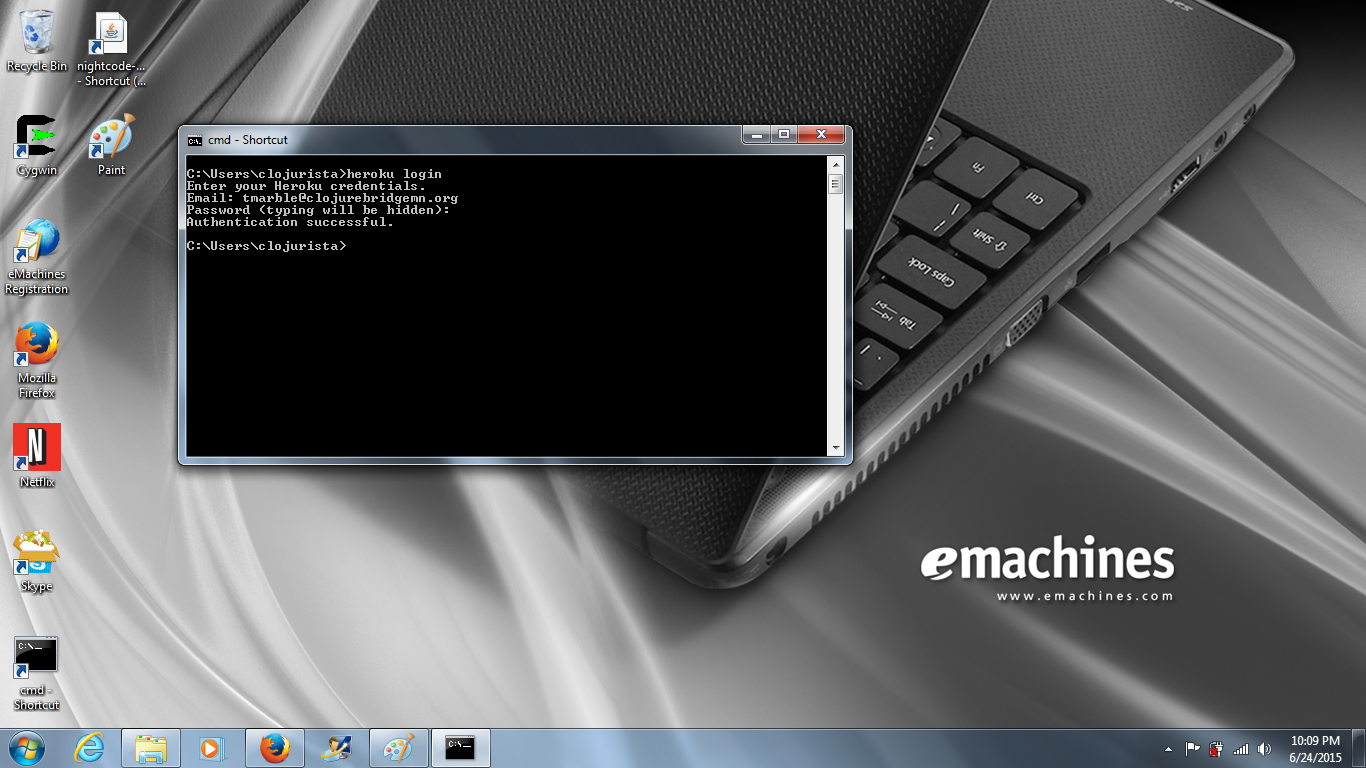 Recycle Bin
nightcode-...
- Shortcut (...
Cygwin
Paint
eMachines
Registration
Mozilla
Firefox
Netflix
Skype
cmd -
Shortcut
cmd - Shortcut
C:\Users\clojurista>heroku login
Enter your Heroku credentials.
Email: tmarble@clojurebridgemn.org
Password (typing will be hidden):
Authentication successful.
C:\Users\clojurista>
Fn
Ctrl
Shift
Caps Lock
Tab
emachines
www.emachines.com
10:09 PM
6/24/2015